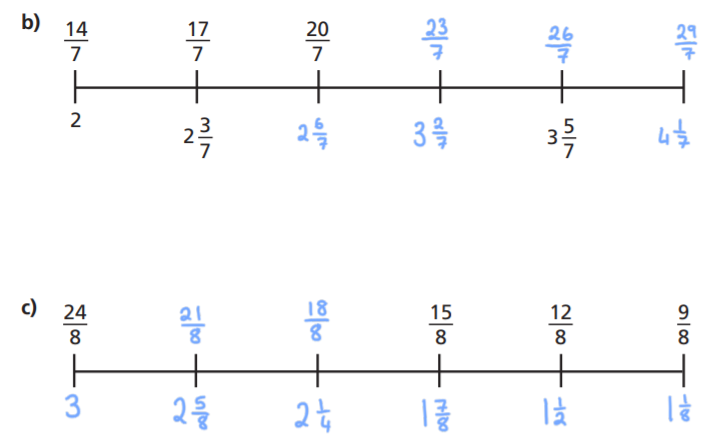 b) 14/7 17/7 20/7 23/7 26/7 29/7
2 2 3/7 2 6/7 3 2/7 3 5/7 4 1/7
c) 24/8 21/8 18/8 15/8 12/8 9/8
3 2 5/8 2 1/4 1 7/8 1 1/2 1 1/8